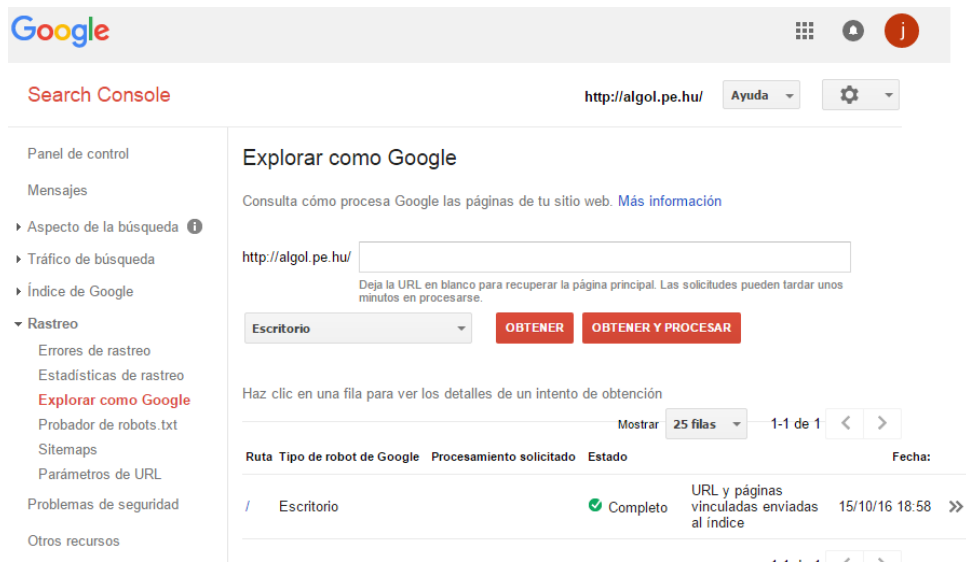 Google
j
Search Console
http://algol.pe.hu/
Ayuda
Panel de control
Mensajes
Aspecto de la búsqueda
Tráfico de búsqueda
Índice de Google
Rastreo
Errores de rastreo
Estadísticas de rastreo
Explorar como Google
Probador de robots.txt
Sitemaps
Parámetros de URL
Problemas de seguridad
Otros recursos
Explorar como Google
Consulta cómo procesa Google las páginas de tu sitio web. Más información
http://algol.pe.hu/
Deja la URL en blanco para recuperar la página principal. Las solicitudes pueden tardar unos
minutos en procesarse.
Escritorio
OBTENER
OBTENER Y PROCESAR
Haz clic en una fila para ver los detalles de un intento de obtención
Mostrar 25 filas 1-1 de 1
Ruta Tipo de robot de Google Procesamiento solicitado Estado Fecha:
/ Escritorio Completo
URL y páginas
vinculadas enviadas
al índice
15/10/16 18:58